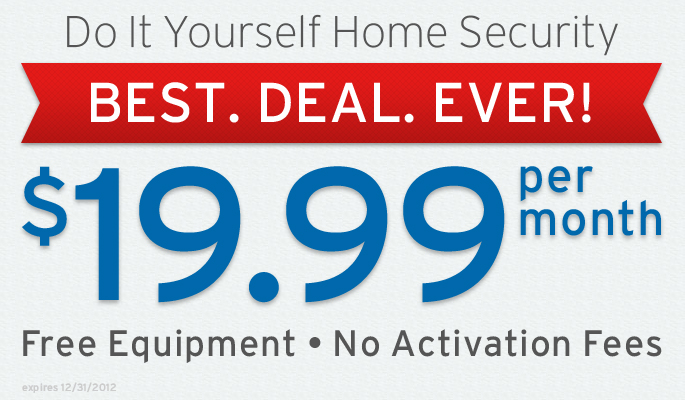 Do It Yourself Home Security
BEST. DEAL. EVER!
$19.99 per month
Free Equipment • No Activation Fees
expires 12/31/2012